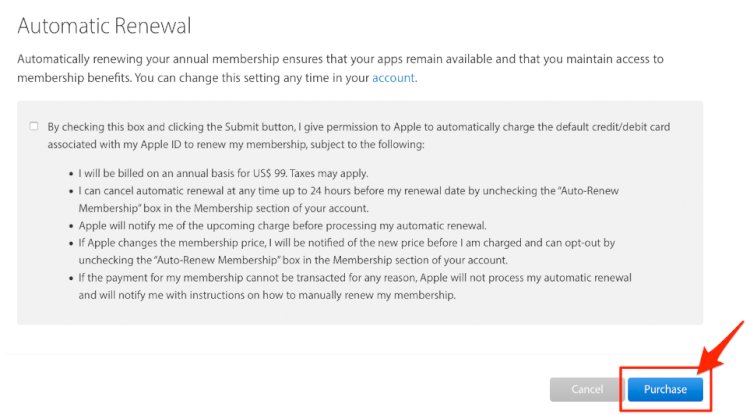 Automatic Renewal
Automatically renewing your annual membership ensures that your apps remain available and that you maintain access to
membership benefits. You can change this setting any time in your account.
By checking this box and clicking the Submit button, I give permission to Apple to automatically charge the default credit/debit card
associated with my Apple ID to renew my membership, subject to the following:
• I will be billed on an annual basis for US$ 99. Taxes may apply.
• I can cancel automatic renewal at any time up to 24 hours before my renewal date by unchecking the “Auto-Renew
Membership” box in the Membership section of your account.
• Apple will notify me of the upcoming charge before processing my automatic renewal.
• If Apple changes the membership price, I will be notified of the new price before I am charged and can opt-out by
unchecking the “Auto-Renew Membership” box in the Membership section of your account.
• If the payment for my membership cannot be transacted for any reason, Apple will not process my automatic renewal
and will notify me with instructions on how to manually renew my membership.
Cancel
Purchase